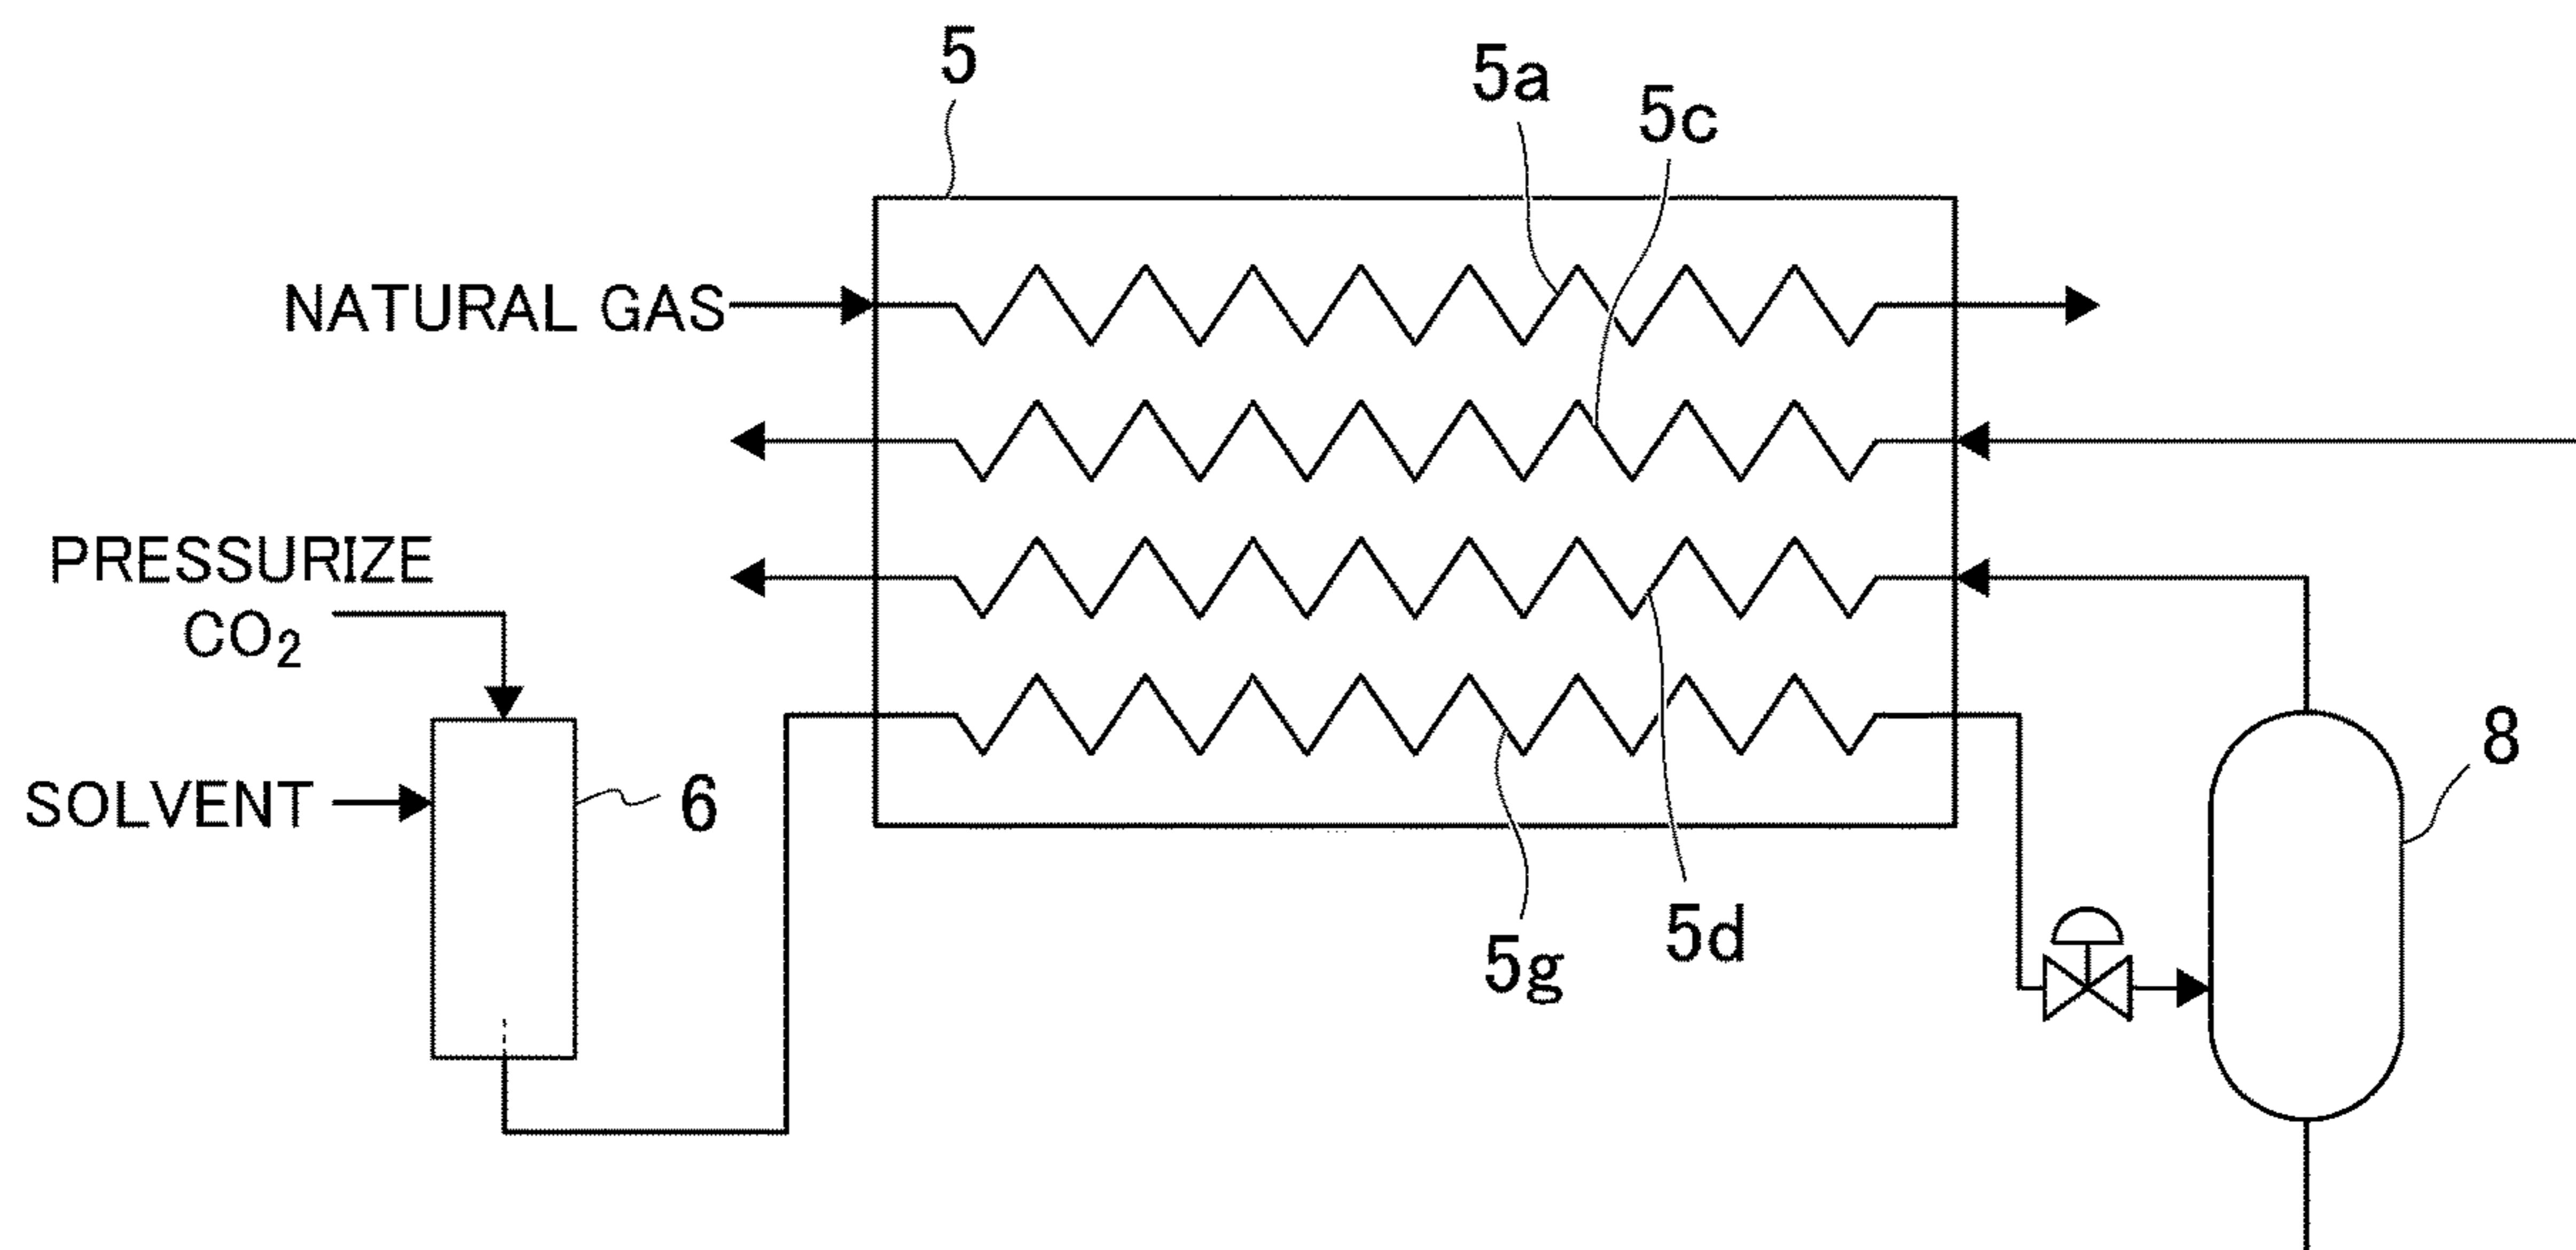 5
5a
5c
NATURAL GAS
PRESSURIZE
CO₂
SOLVENT
6
8
5d
5g